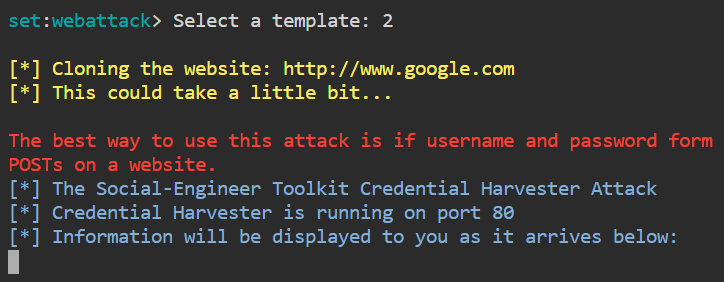 set:webattack> Select a template: 2
[*] Cloning the website: http://www.google.com
[*] This could take a little bit...
The best way to use this attack is if username and password form
POSTs on a website.
[*] The Social-Engineer Toolkit Credential Harvester Attack
[*] Credential Harvester is running on port 80
[*] Information will be displayed to you as it arrives below: